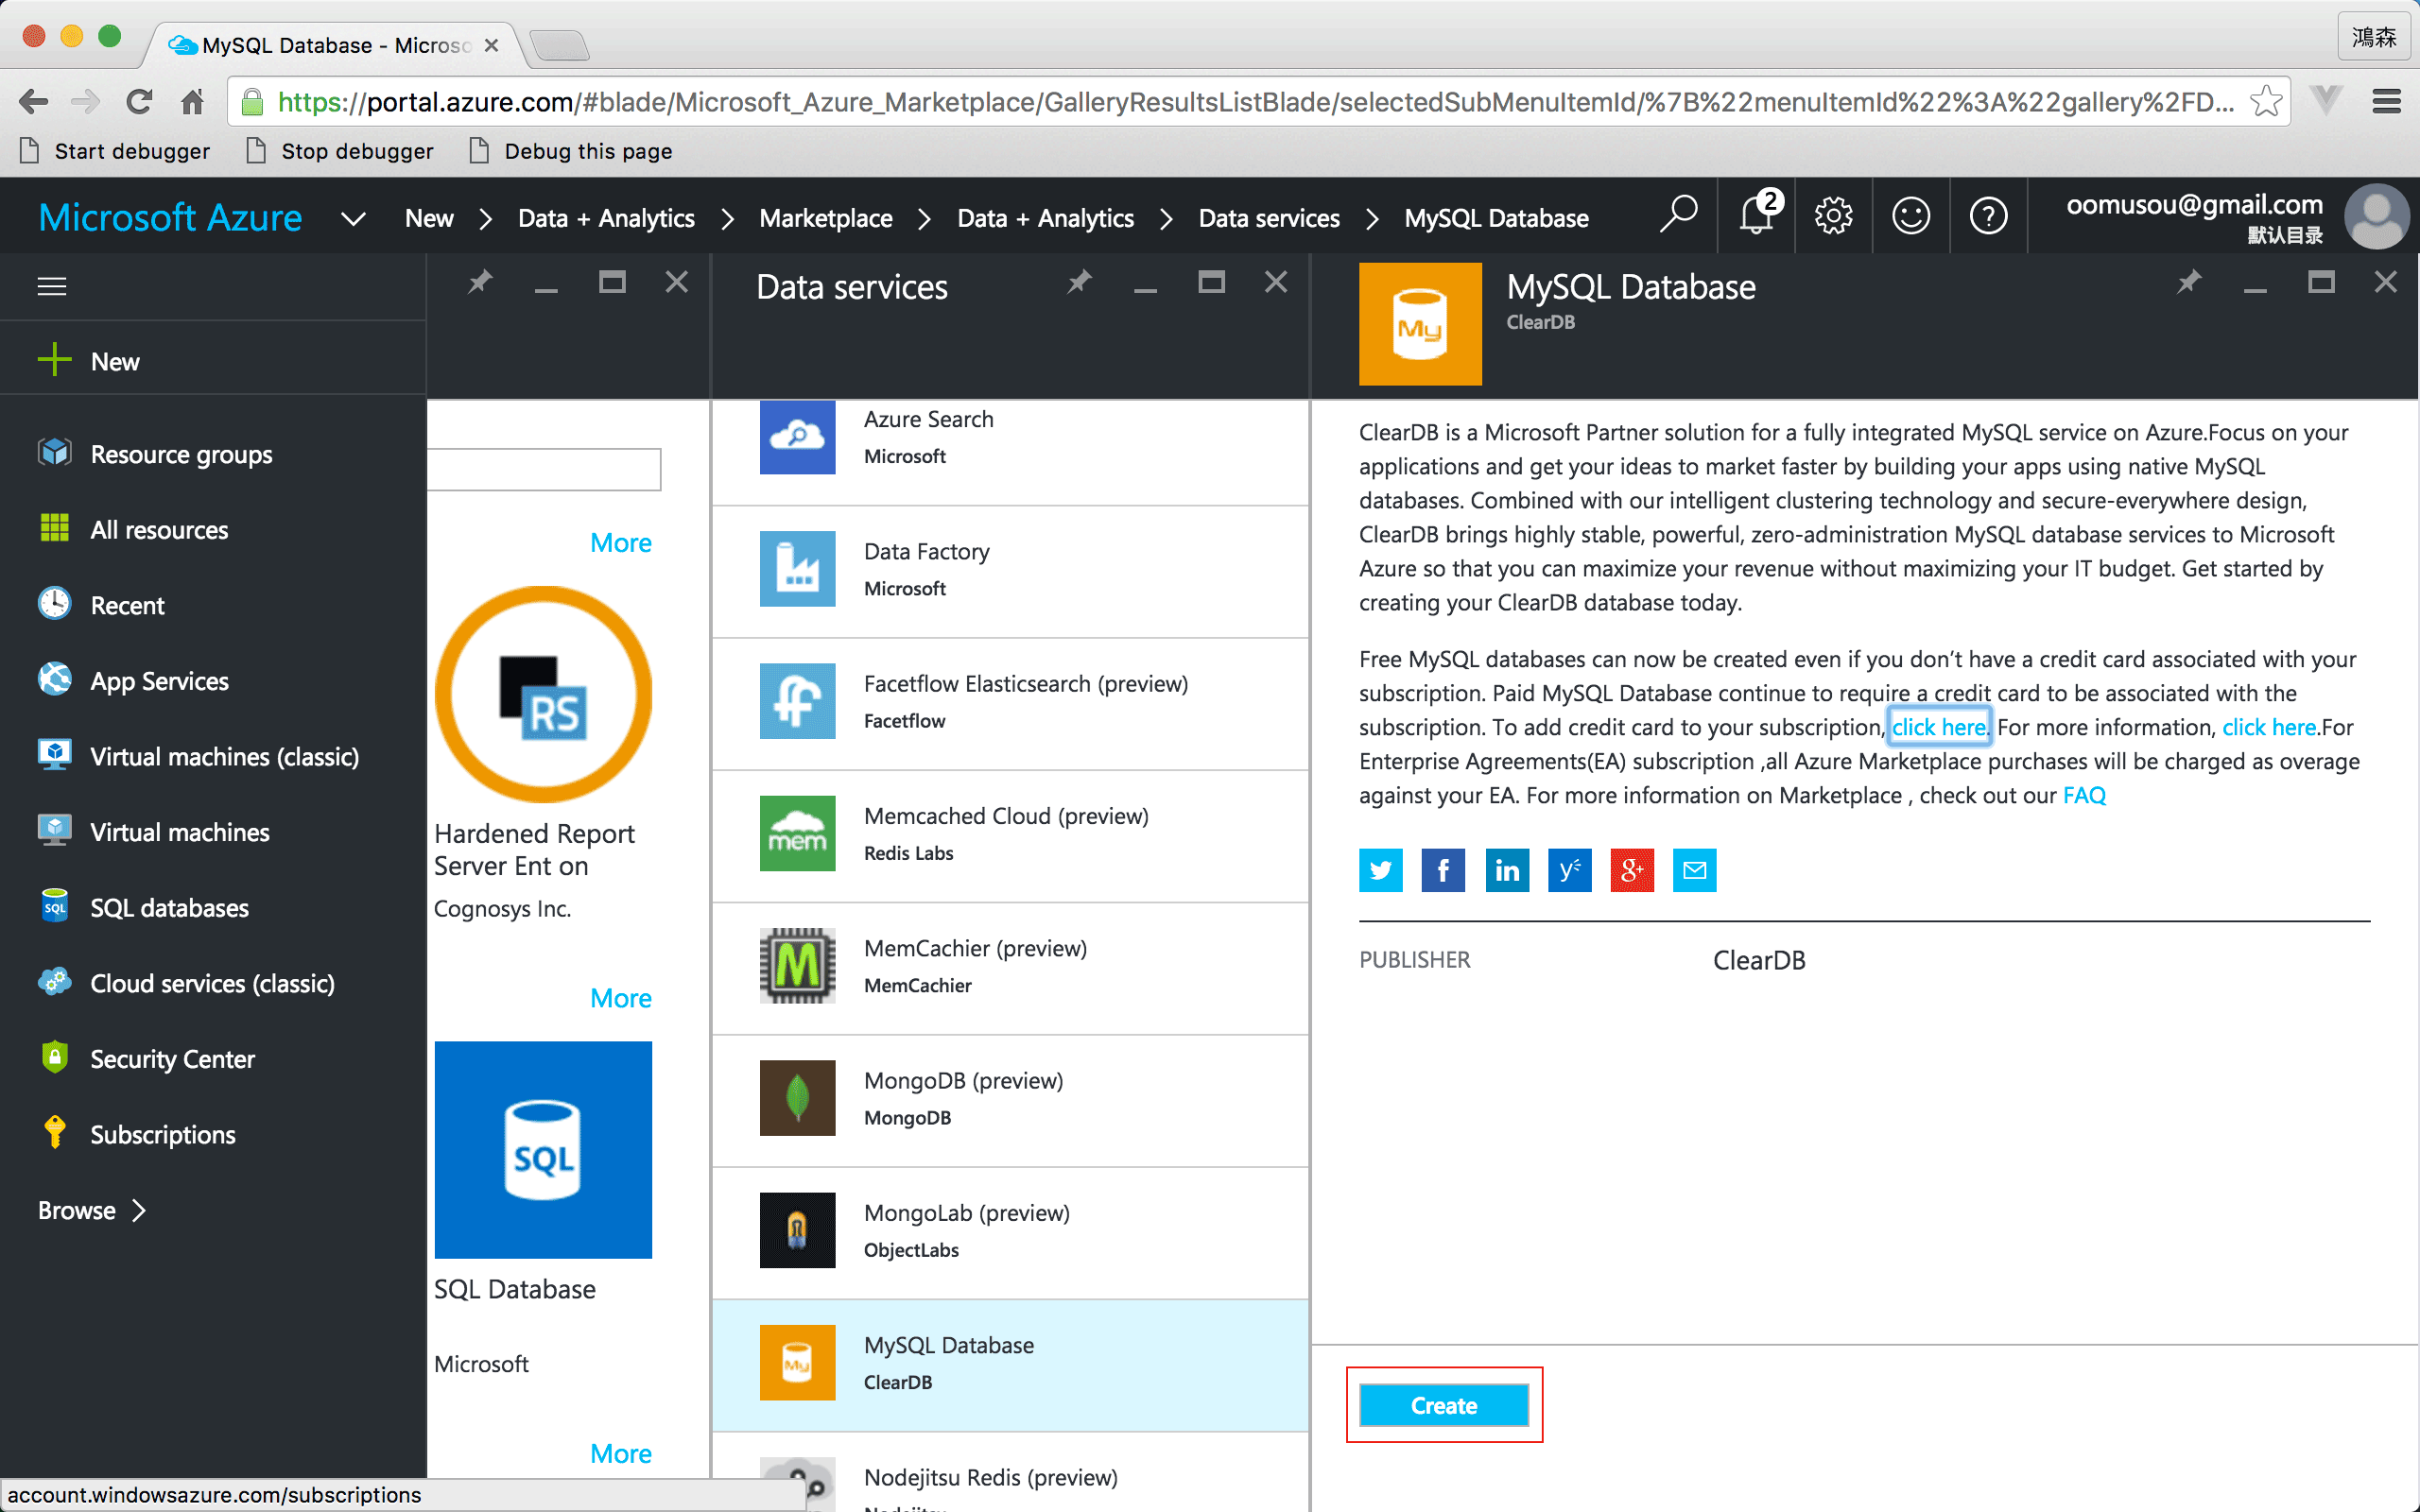 MySQL Database - Micros
鴻森
https://portal.azure.com/#blade/Microsoft_Azure_Marketplace/GalleryResultsListBlade/selectedSubMenuItemId/%7B%22menuItemId%22%3A%22gallery%2FD...
Start debugger
Stop debugger
Debug this page
Microsoft Azure
New > Data + Analytics > Marketplace > Data + Analytics > Data services > MySQL Database
2
oomusou@gmail.com
默认目录
New
Resource groups
All resources
Recent
App Services
Virtual machines (classic)
Virtual machines
SQL
SQL databases
Cloud services (classic)
Security Center
Subscriptions
Browse >
More
RS
Hardened Report
Server Ent on
Cognosys Inc.
More
SQL
SQL Database
Microsoft
More
Data services
Azure Search
Microsoft
Data Factory
Microsoft
Facetflow Elasticsearch (preview)
Facetflow
mem
Memcached Cloud (preview)
Redis Labs
M
MemCachier (preview)
MemCachier
MongoDB (preview)
MongoDB
MongoLab (preview)
ObjectLabs
My
MySQL Database
ClearDB
Nodejitsu Redis (preview)
My
MySQL Database
ClearDB
ClearDB is a Microsoft Partner solution for a fully integrated MySQL service on Azure.Focus on your
applications and get your ideas to market faster by building your apps using native MySQL
databases. Combined with our intelligent clustering technology and secure-everywhere design,
ClearDB brings highly stable, powerful, zero-administration MySQL database services to Microsoft
Azure so that you can maximize your revenue without maximizing your IT budget. Get started by
creating your ClearDB database today.
Free MySQL databases can now be created even if you don’t have a credit card associated with your
subscription. Paid MySQL Database continue to require a credit card to be associated with the
subscription. To add credit card to your subscription, click here. For more information, click here.For
Enterprise Agreements(EA) subscription ,all Azure Marketplace purchases will be charged as overage
against your EA. For more information on Marketplace , check out our FAQ
PUBLISHER
ClearDB
Create
account.windowsazure.com/subscriptions